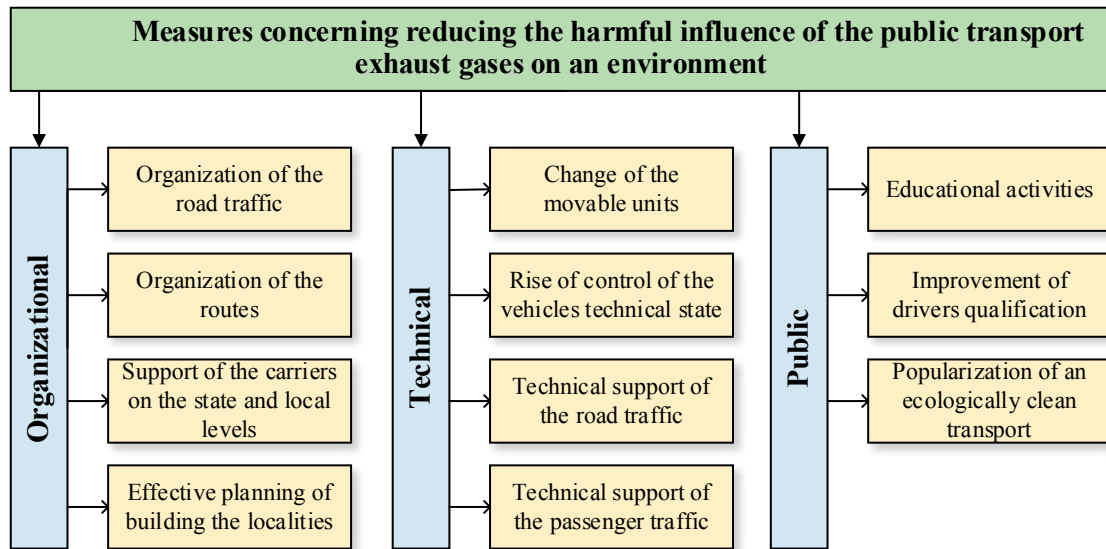 Measures concerning reducing the harmful influence of the public transport
exhaust gases on an environment
Organizational
Organization of the
road traffic
Organization of the
routes
Support of the carriers
on the state and local
levels
Effective planning of
building the localities
Technical
Change of the
movable units
Rise of control of the
vehicles technical state
Technical support of
the road traffic
Technical support of
the passenger traffic
Public
Educational activities
Improvement of
drivers qualification
Popularization of an
ecologically clean
transport